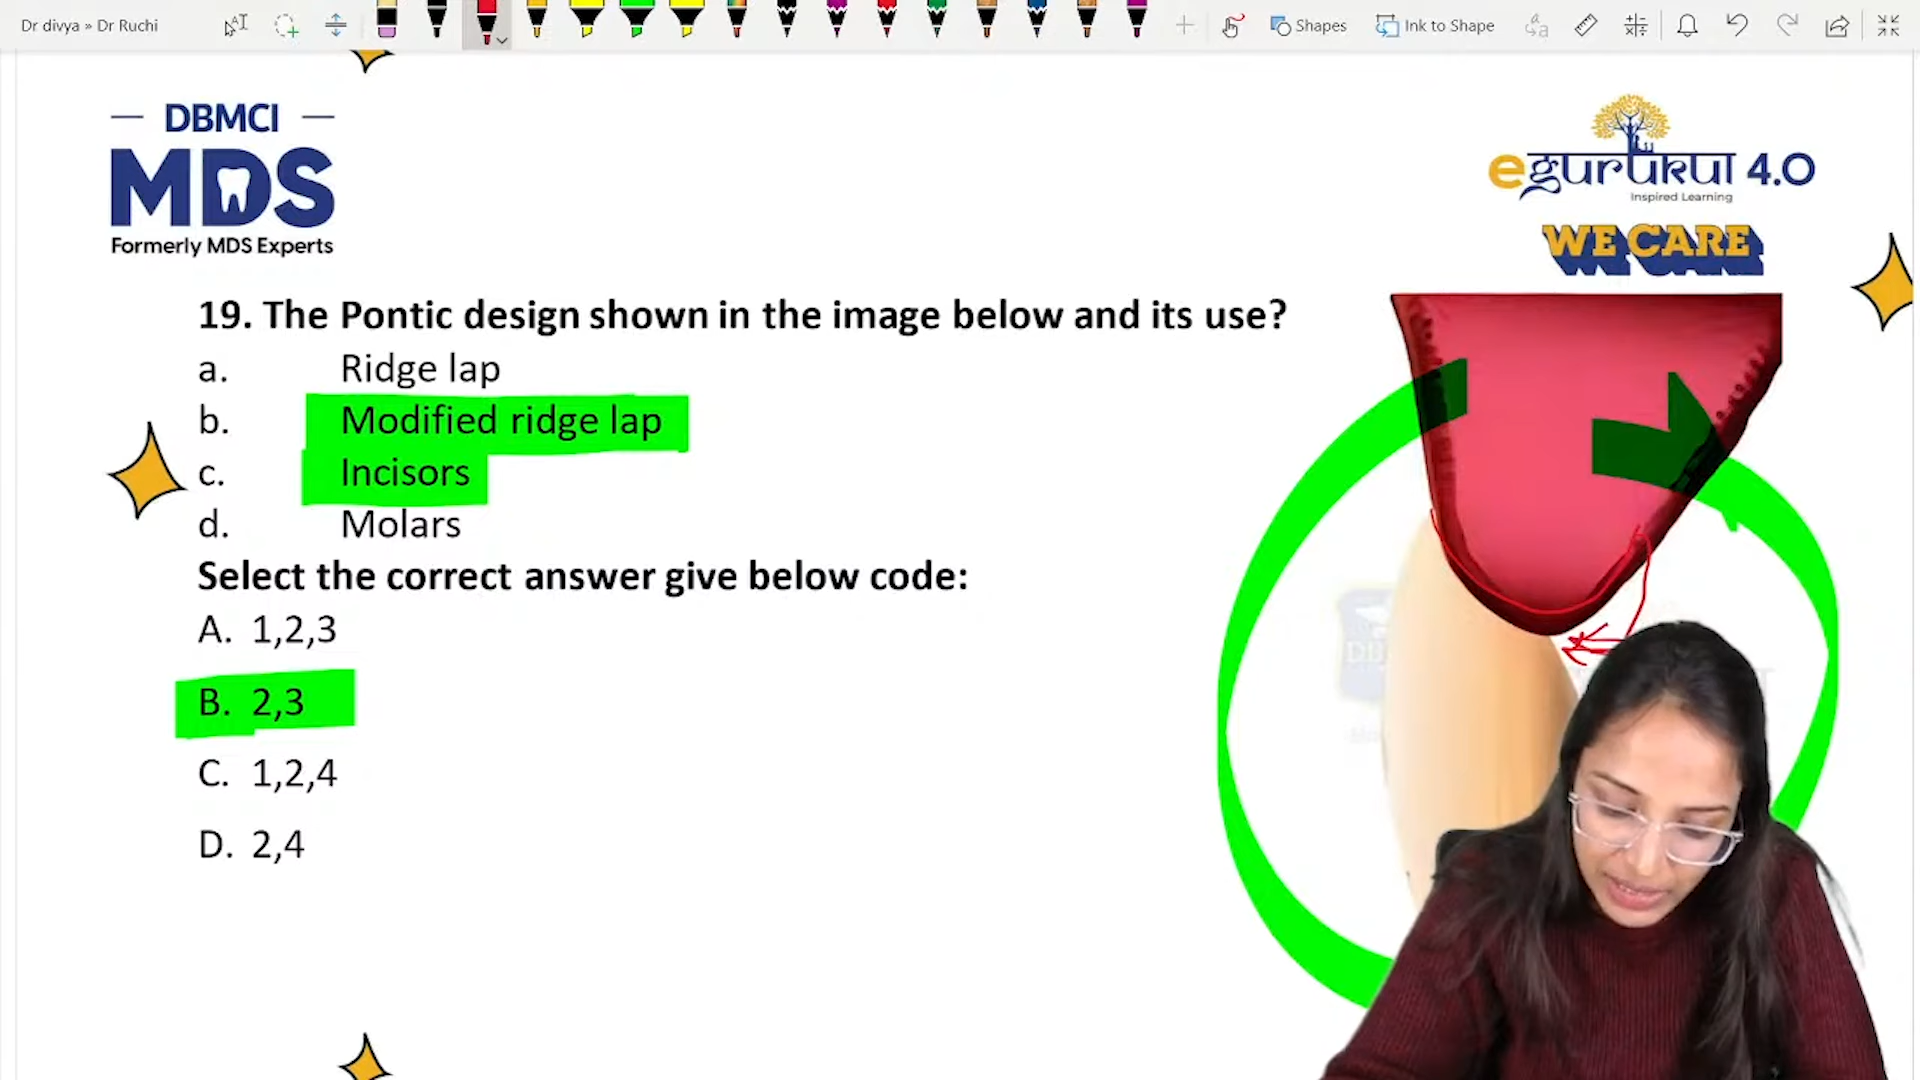 Dr divya » Dr Ruchi
Shapes
Ink to Shape
DBMCI
MDS
Formerly MDS Experts
egurukul 4.0
Inspired Learning
WE CARE
19. The Pontic design shown in the image below and its use?
a. Ridge lap
b. Modified ridge lap
c. Incisors
d. Molars
Select the correct answer give below code:
A. 1,2,3
B. 2,3
C. 1,2,4
D. 2,4